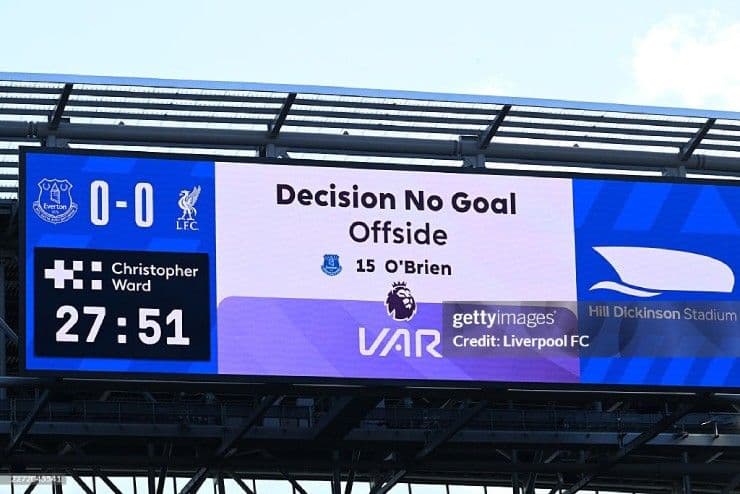 Everton
0-0
L.F.C.
Christopher
Ward
27:51
Decision No Goal
Offside
15 O'Brien
VAR
Hill Dickinson Stadium
gettyimages
Credit: Liverpool FC